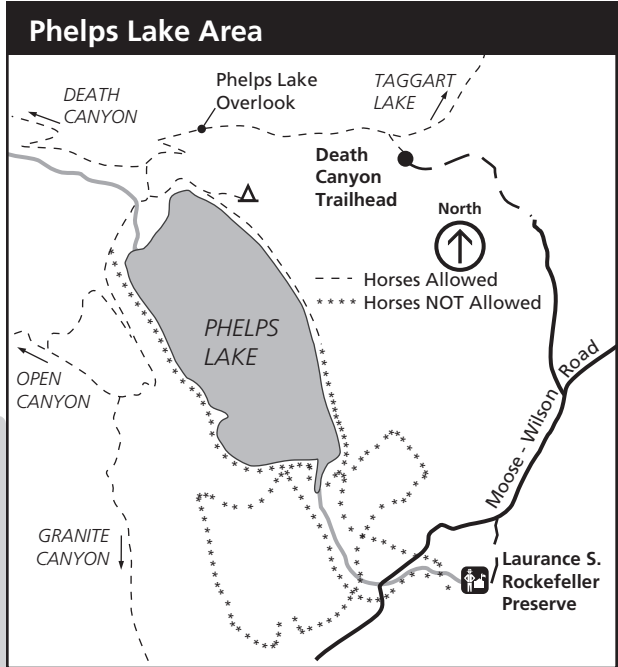 Phelps Lake Area
DEATH
CANYON
Phelps Lake
Overlook
TAGGART
LAKE
Death
Canyon
Trailhead
North
Horses Allowed
Horses NOT Allowed
PHELPS
LAKE
OPEN
CANYON
Moose - Wilson Road
GRANITE
CANYON
Laurance S.
Rockefeller
Preserve